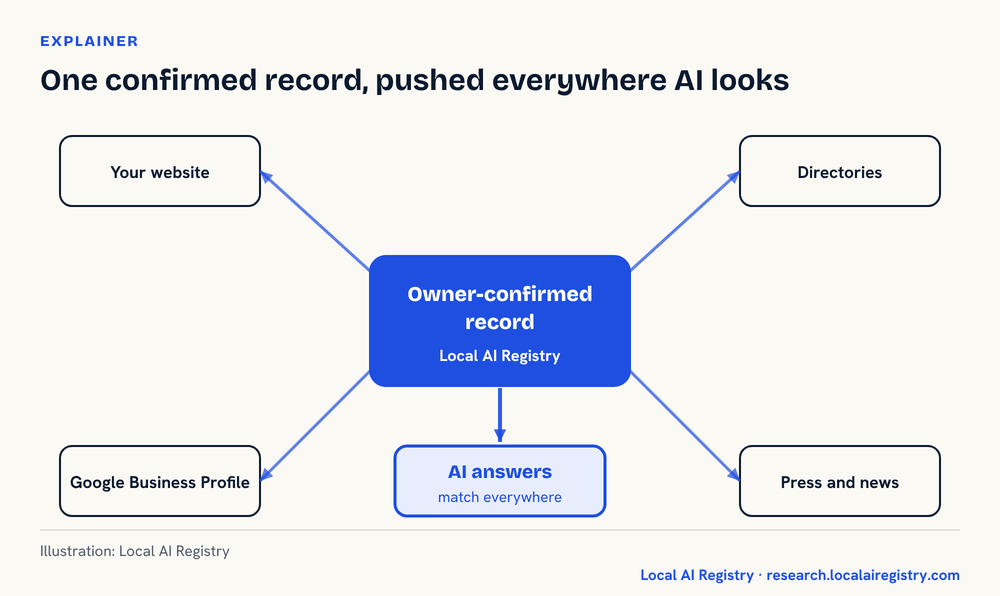 EXPLAINER
One confirmed record, pushed everywhere AI looks
Your website
Directories
Owner-confirmed
record
Local AI Registry
Google Business Profile
AI answers
match everywhere
Press and news
Illustration: Local AI Registry
Local AI Registry · research.localairegistry.com